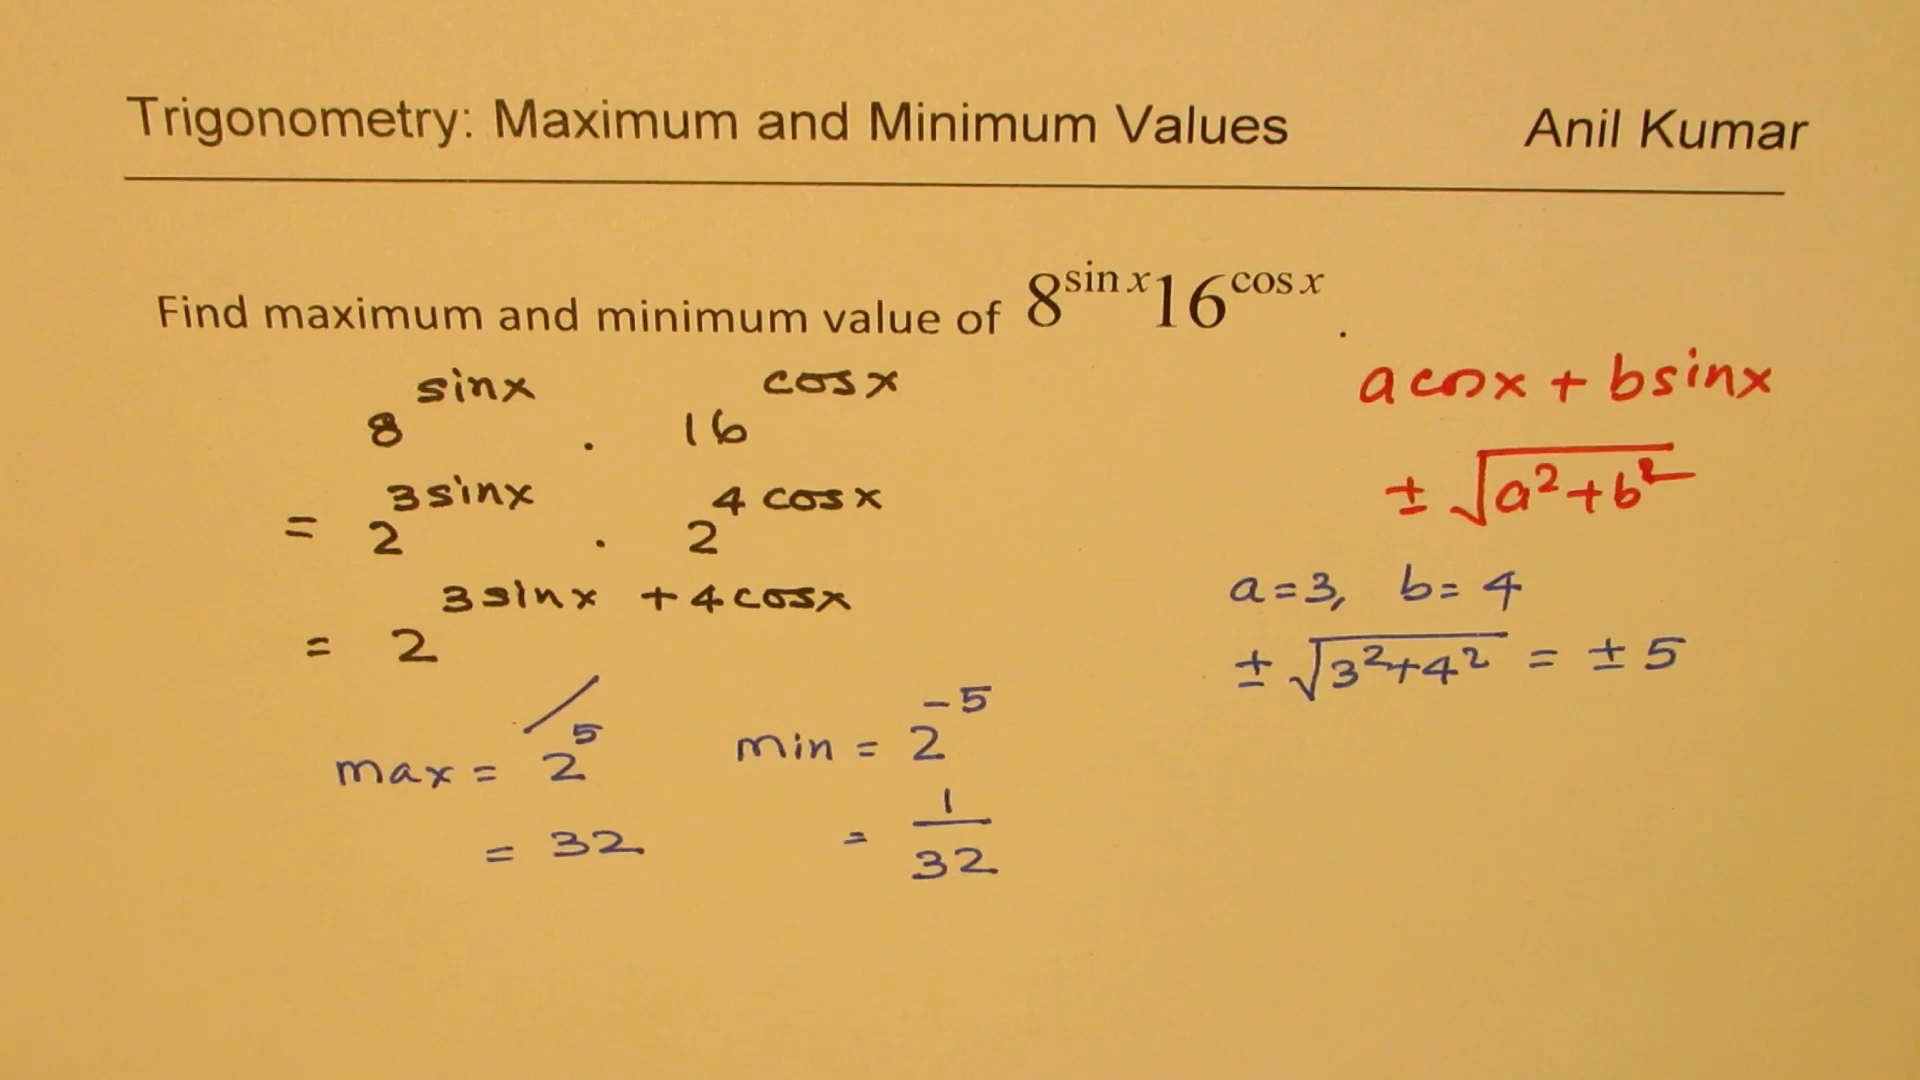 Trigonometry: Maximum and Minimum Values Anil Kumar
Find maximum and minimum value of 8^{sin x}16^{cos x}.
8^{sinx} . 16^{cosx}
= 2^{3sinx} . 2^{4cosx}
= 2^{3sinx + 4cosx}
max = 2^5
= 32
min = 2^{-5}
= 1/32
a cosx + b sinx
± √(a²+b²)
a=3, b=4
± √(3²+4²) = ±5